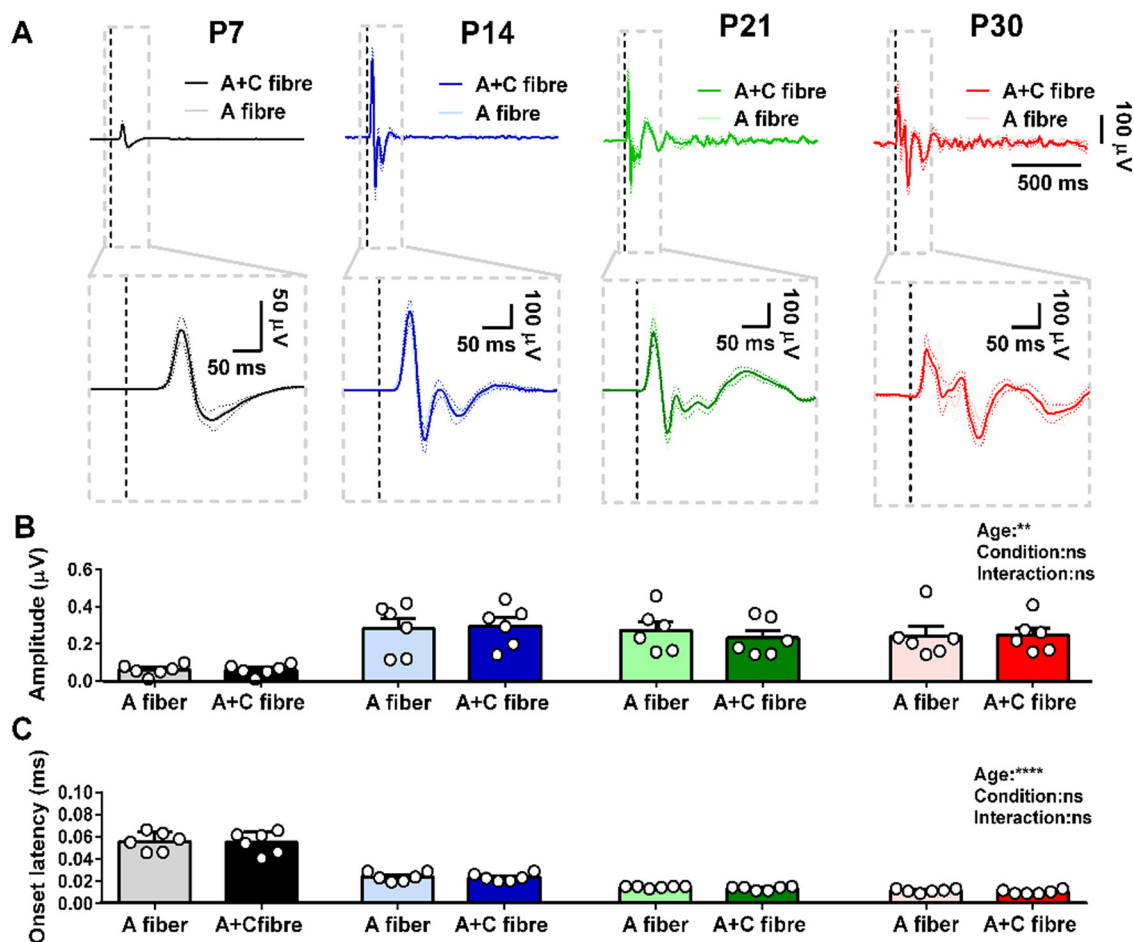 A
P7
P14
P21
P30
A+C fibre
A fibre
A+C fibre
A fibre
A+C fibre
A fibre
A+C fibre
A fibre
100 µV
500 ms
50 µV
50 ms
100 µV
50 ms
100 µV
50 ms
100 µV
50 ms
B
Age:**
Condition:ns
Interaction:ns
Amplitude (µV)
0.6
0.4
0.2
0.0
A fiber
A+C fibre
A fiber
A+C fibre
A fiber
A+C fibre
A fiber
A+C fibre
C
Age:****
Condition:ns
Interaction:ns
Onset latency (ms)
0.10
0.08
0.06
0.04
0.02
0.00
A fiber
A+Cfibre
A fiber
A+C fibre
A fiber
A+C fibre
A fiber
A+C fibre